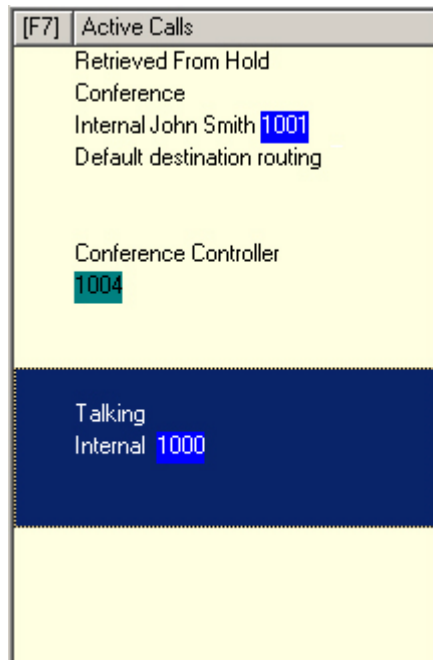 [F7] Active Calls
Retrieved From Hold
Conference
Internal John Smith 1001
Default destination routing
Conference Controller
1004
Talking
Internal 1000